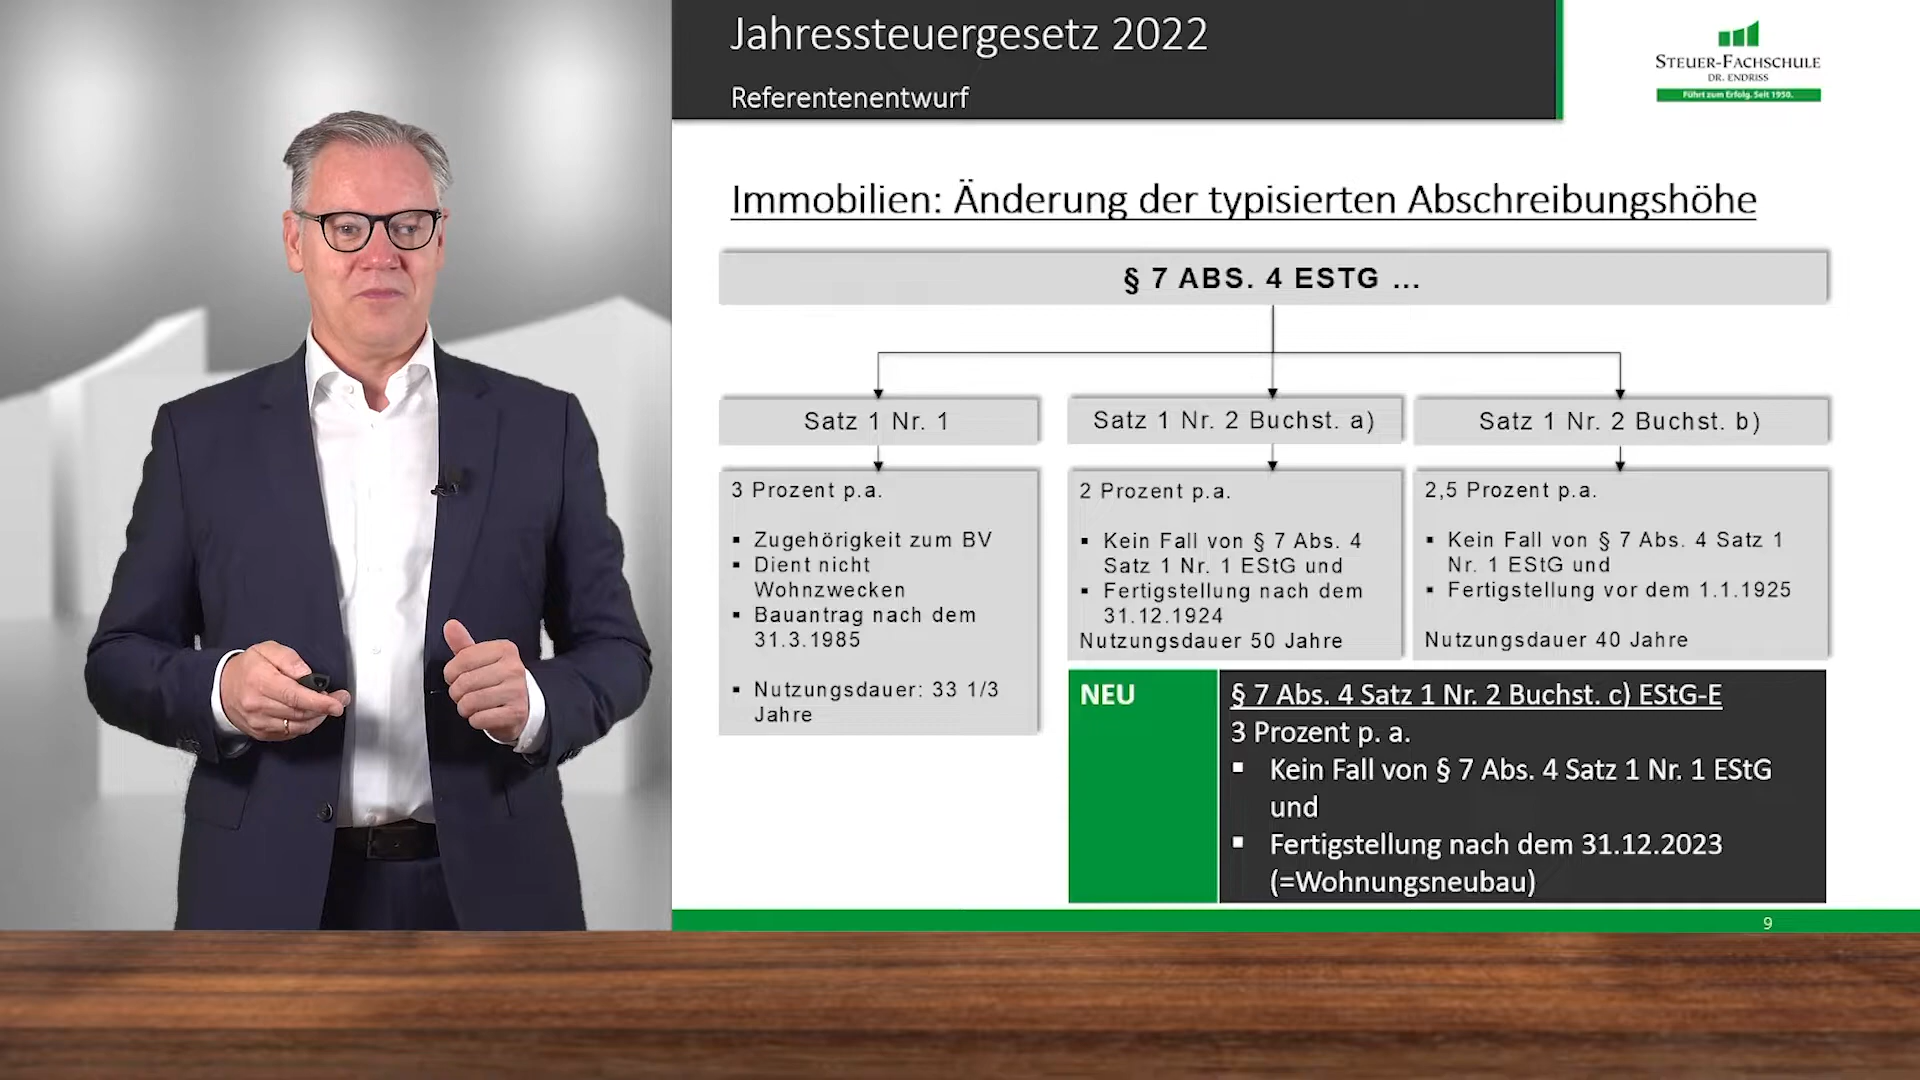 Jahressteuergesetz 2022
Referentenentwurf
STEUER-FACHSCHULE
DR. ENDRISS
Führt zum Erfolg. Seit 1950.
Immobilien: Änderung der typisierten Abschreibungshöhe
§ 7 ABS. 4 ESTG ...
Satz 1 Nr. 1
3 Prozent p.a.
▪ Zugehörigkeit zum BV
▪ Dient nicht
Wohnzwecken
▪ Bauantrag nach dem
31.3.1985
▪ Nutzungsdauer: 33 1/3
Jahre
Satz 1 Nr. 2 Buchst. a)
2 Prozent p.a.
▪ Kein Fall von § 7 Abs. 4
Satz 1 Nr. 1 EStG und
▪ Fertigstellung nach dem
31.12.1924
Nutzungsdauer 50 Jahre
Satz 1 Nr. 2 Buchst. b)
2,5 Prozent p.a.
▪ Kein Fall von § 7 Abs. 4 Satz 1
Nr. 1 EStG und
▪ Fertigstellung vor dem 1.1.1925
Nutzungsdauer 40 Jahre
NEU
§ 7 Abs. 4 Satz 1 Nr. 2 Buchst. c) EStG-E
3 Prozent p. a.
▪ Kein Fall von § 7 Abs. 4 Satz 1 Nr. 1 EStG
und
▪ Fertigstellung nach dem 31.12.2023
(=Wohnungsneubau)
9